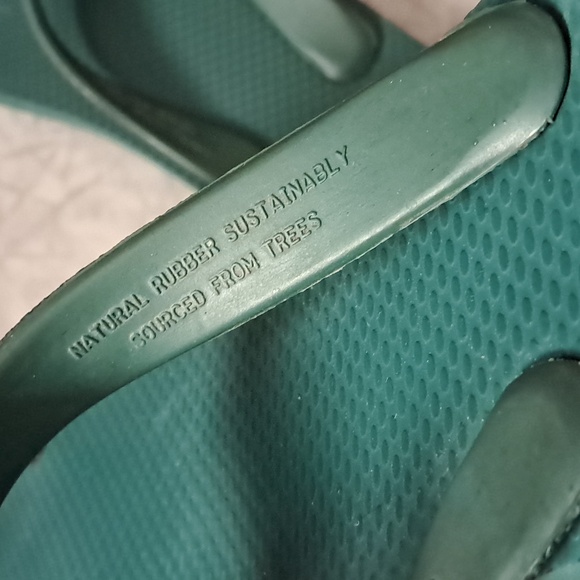 NATURAL RUBBER SUSTAINABLY
SOURCED FROM TREES